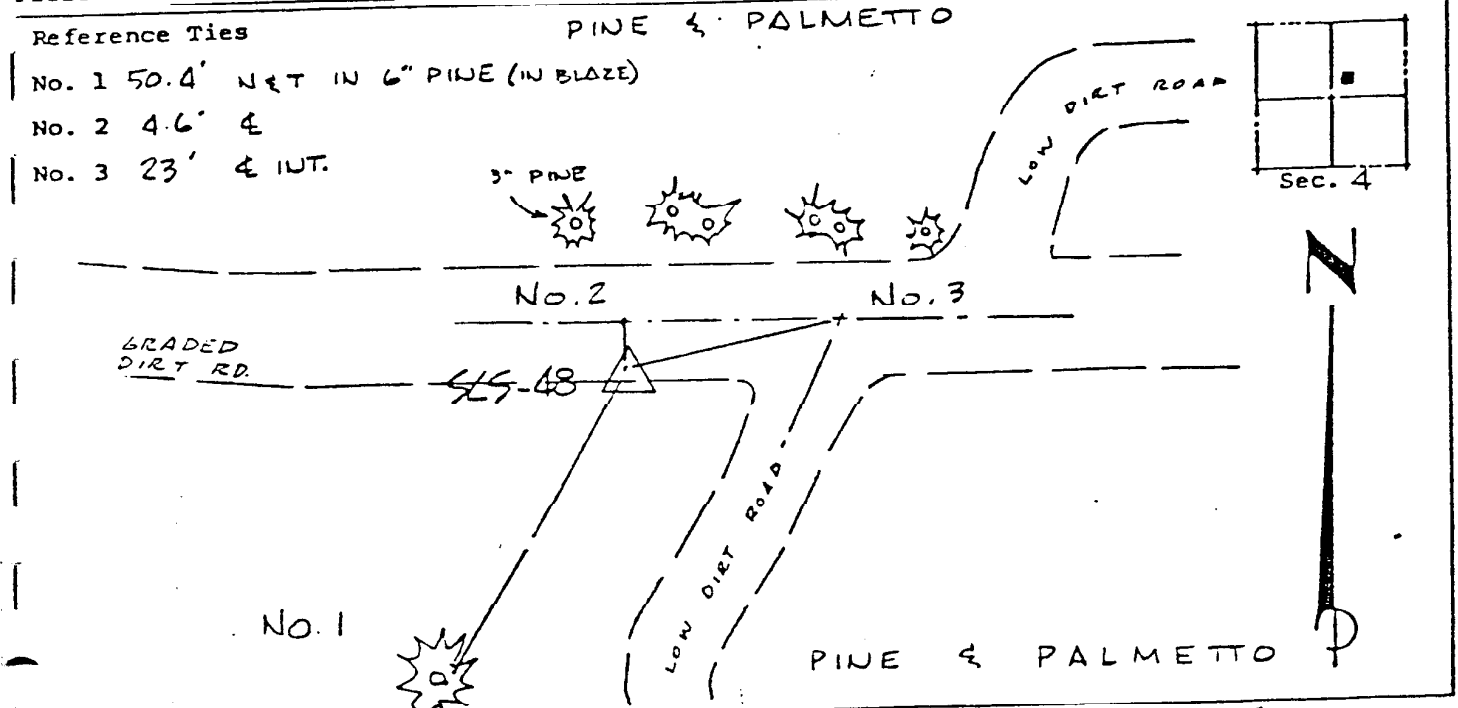 Reference Ties
No. 1 50.4' N&T IN 6" PINE (IN BLAZE)
No. 2 4.6' ℄
No. 3 23' ℄ INT.
PINE & PALMETTO
LOW DIRT ROAD
Sec. 4
3" PINE
N
No. 2
No. 3
GRADED
DIRT RD.
SLS-48
LOW DIRT ROAD
No. 1
PINE & PALMETTO